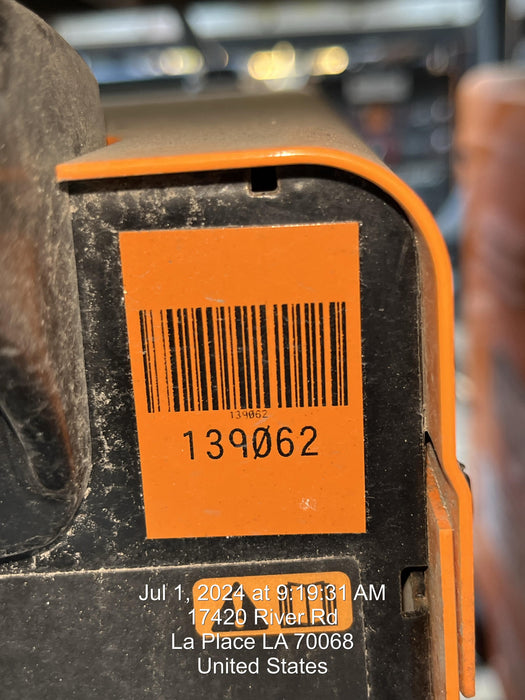 139062
139Ø62
Jul 1, 2024 at 9:19:31 AM
17420 River Rd
La Place LA 70068
United States